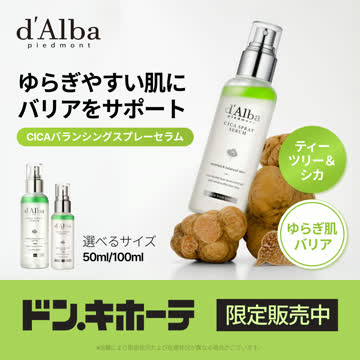 d'Alba
piedmont
ゆらぎやすい肌に
バリアをサポート
CICAバランシングスプレーセラム
d'Alba
piedmont
CICA SPRAY
SERUM
ティー
ツリー&
シカ
ゆらぎ肌
バリア
選べるサイズ
50ml/100ml
ドン.キホーテ
限定販売中